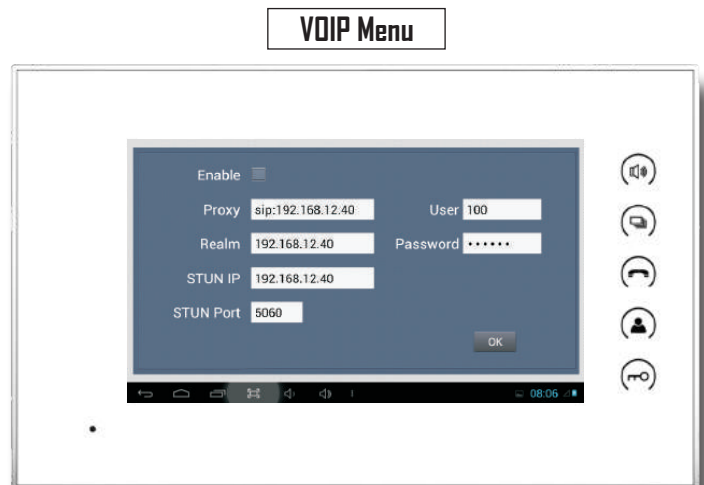 VOIP Menu
Enable
Proxy sip:192.168.12.40 User 100
Realm 192.168.12.40 Password ••••••
STUN IP 192.168.12.40
STUN Port 5060
OK
08:06